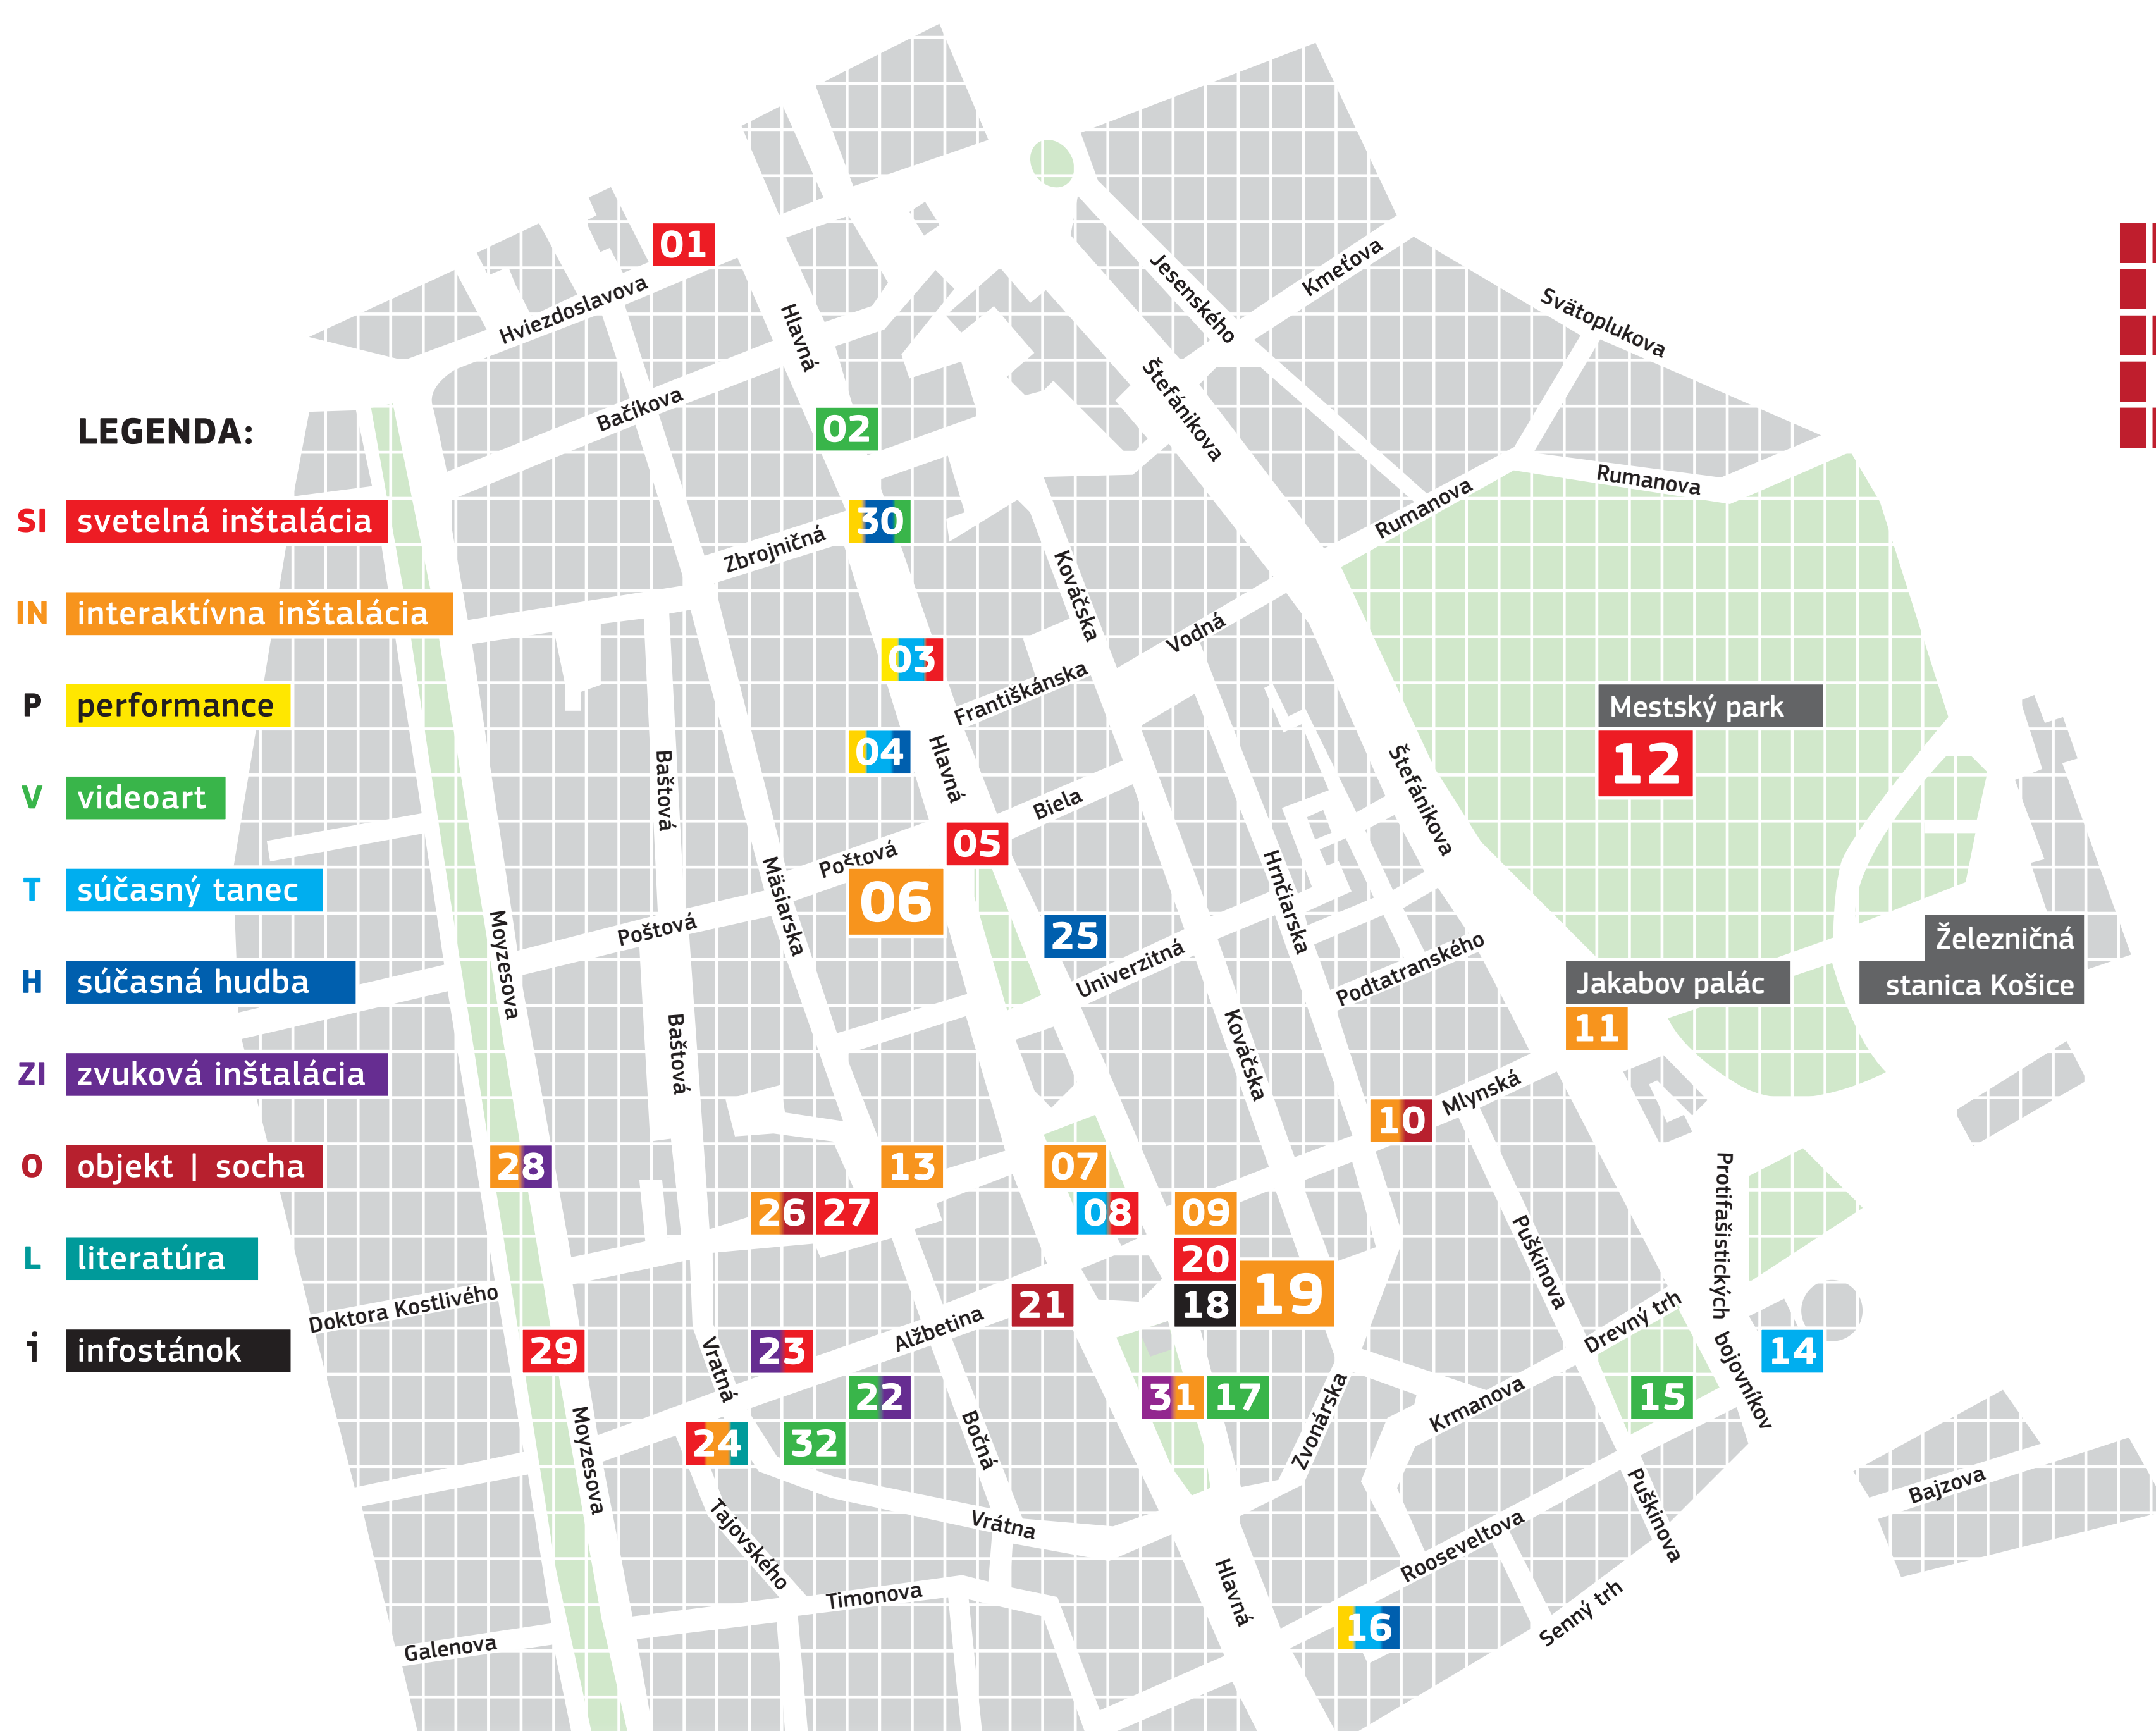 01
Hviezdoslavova
Hlavná
Jesenského
Kmeťova
Svätoplukova
Štefánikova
Bačíkova
02
LEGENDA:
Rumanova
Rumanova
SI svetelná inštalácia
Zbrojničná
30
IN interaktívna inštalácia
Kováčska
Vodná
03
Františkánska
P performance
Mestský park
12
04
Hlavná
Baštová
Štefánikova
V videoart
Biela
05
Poštová
Mäsiarska
Hrnčiarska
T súčasný tanec
06
Poštová
Moyzesova
25
Univerzitná
Podtatranského
Železničná
stanica Košice
H súčasná hudba
Jakabov palác
11
Baštová
Kováčska
ZI zvuková inštalácia
Mlynská
10
O objekt | socha
28
13
07
26
27
08
09
Protifašistických bojovníkov
Puškinova
L literatúra
20
19
18
21
Doktora Kostlivého
Alžbetina
Drevný trh
i infostánok
29
Vratná
23
14
22
31
17
15
Zvonárska
Krmanova
Moyzesova
24
32
Bočná
Puškinova
Bajzova
Tajovského
Vrátna
Rooseveltova
Hlavná
Timonova
Senný trh
16
Galenova